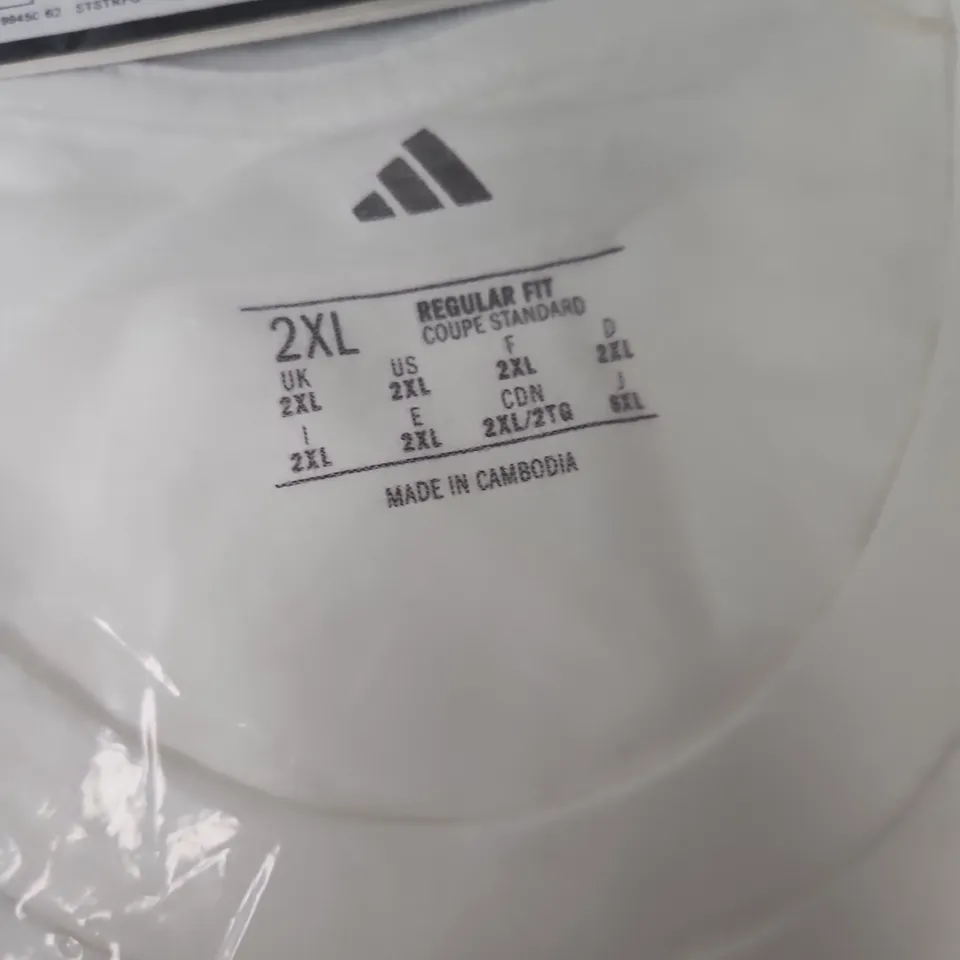 2XL
REGULAR FIT
COUPE STANDARD
UK US F D
2XL 2XL 2XL 2XL
I E CDN J
2XL 2XL 2XL/2TG
MADE IN CAMBODIA